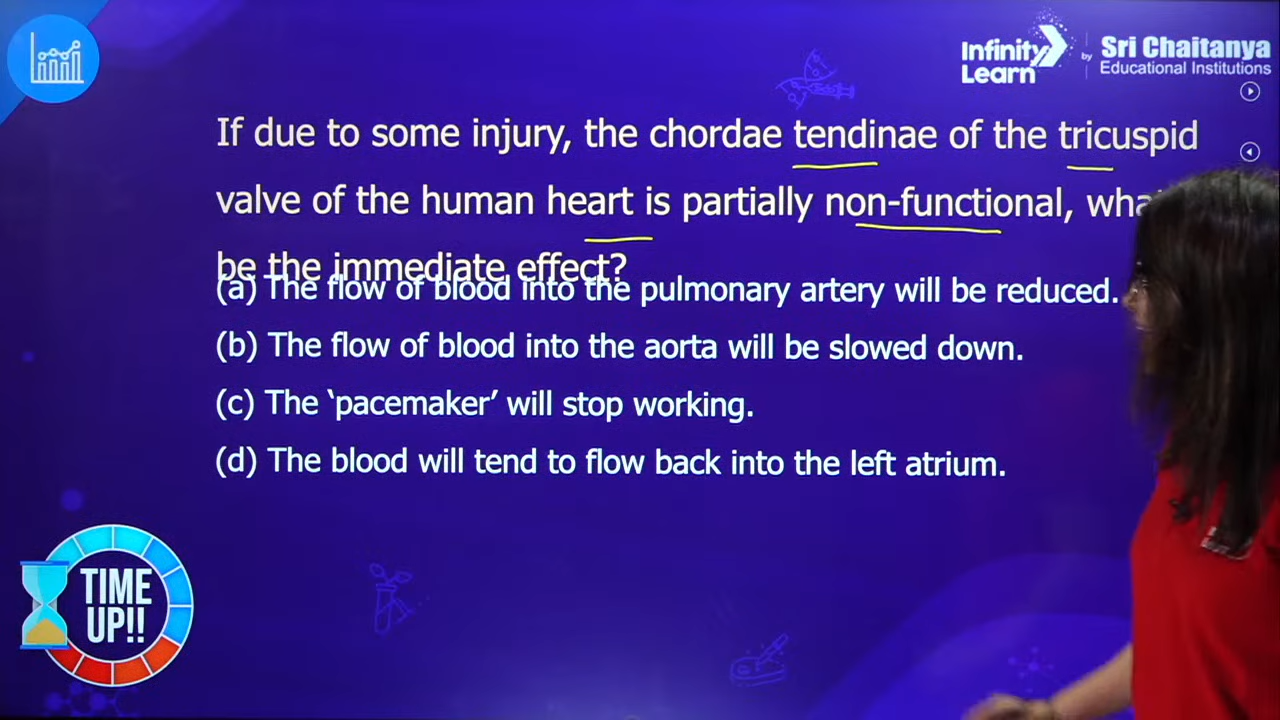 Infinity Learn by Sri Chaitanya Educational Institutions
If due to some injury, the chordae tendinae of the tricuspid
valve of the human heart is partially non-functional,
be the immediate effect?
(a) The flow of blood into the pulmonary artery will be reduced.
(b) The flow of blood into the aorta will be slowed down.
(c) The ‘pacemaker’ will stop working.
(d) The blood will tend to flow back into the left atrium.
TIME
UP!!